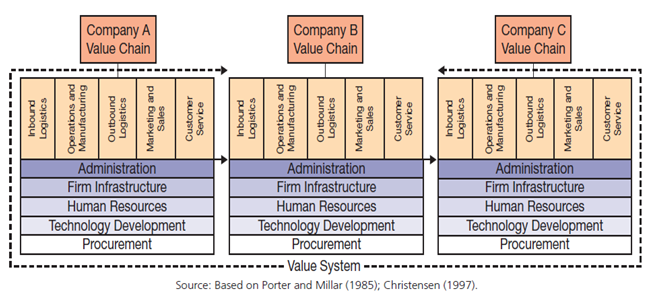 Company A
Value Chain
Company B
Value Chain
Company C
Value Chain
Inbound
Logistics
Operations and
Manufacturing
Outbound
Logistics
Marketing and
Sales
Customer
Service
Inbound
Logistics
Operations and
Manufacturing
Outbound
Logistics
Marketing and
Sales
Customer
Service
Inbound
Logistics
Operations and
Manufacturing
Outbound
Logistics
Marketing and
Sales
Customer
Service
Administration
Firm Infrastructure
Human Resources
Technology Development
Procurement
Administration
Firm Infrastructure
Human Resources
Technology Development
Procurement
Administration
Firm Infrastructure
Human Resources
Technology Development
Procurement
Value System
Source: Based on Porter and Millar (1985); Christensen (1997).